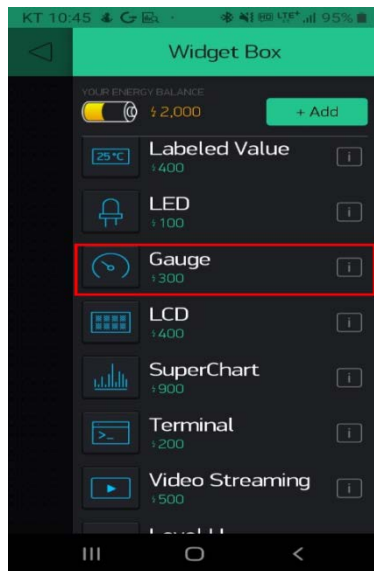 KT 10:45
95%
Widget Box
YOUR ENERGY BALANCE
2,000
+ Add
25°C
Labeled Value
400
i
LED
100
i
Gauge
300
i
LCD
400
i
SuperChart
900
i
Terminal
200
i
Video Streaming
500
i